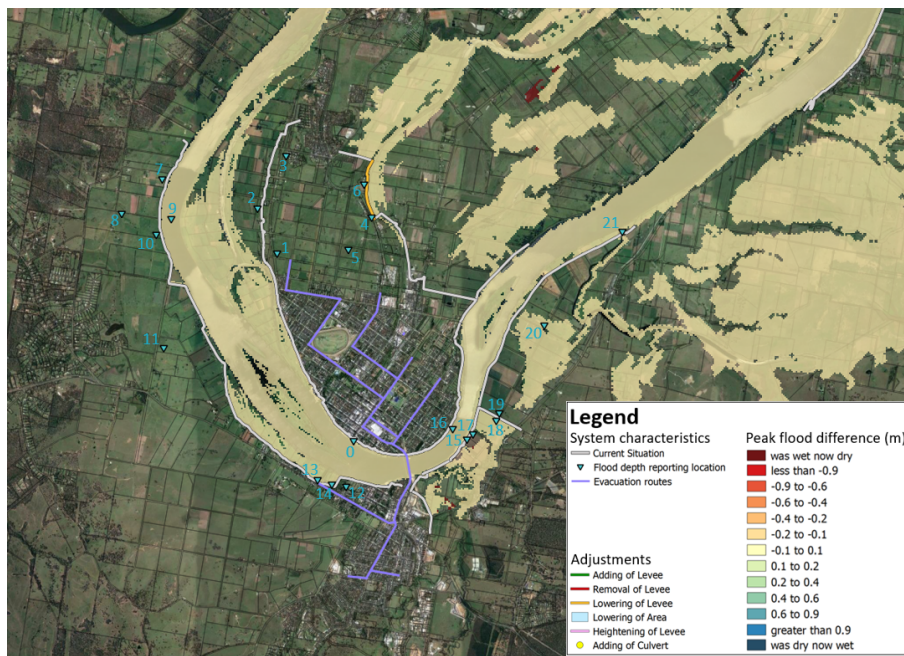 3
7
6
2
8
9
4
21
10
1
5
20
11
19
16
17
18
15
0
13
14
12
Legend
System characteristics
Current Situation
Flood depth reporting location
Evacuation routes
Adjustments
Adding of Levee
Removal of Levee
Lowering of Levee
Lowering of Area
Heightening of Levee
Adding of Culvert
Peak flood difference (m)
was wet now dry
less than -0.9
-0.9 to -0.6
-0.6 to -0.4
-0.4 to -0.2
-0.2 to -0.1
-0.1 to 0.1
0.1 to 0.2
0.2 to 0.4
0.4 to 0.6
0.6 to 0.9
greater than 0.9
was dry now wet